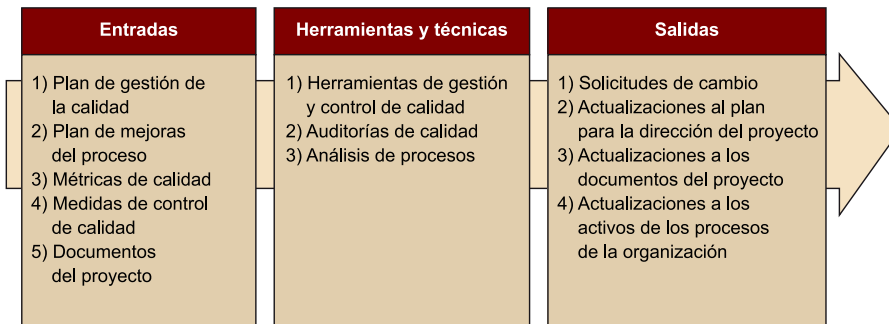 Entradas
1) Plan de gestión de
la calidad
2) Plan de mejoras
del proceso
3) Métricas de calidad
4) Medidas de control
de calidad
5) Documentos
del proyecto
Herramientas y técnicas
1) Herramientas de gestión
y control de calidad
2) Auditorías de calidad
3) Análisis de procesos
Salidas
1) Solicitudes de cambio
2) Actualizaciones al plan
para la dirección del proyecto
3) Actualizaciones a los
documentos del proyecto
4) Actualizaciones a los
activos de los procesos
de la organización